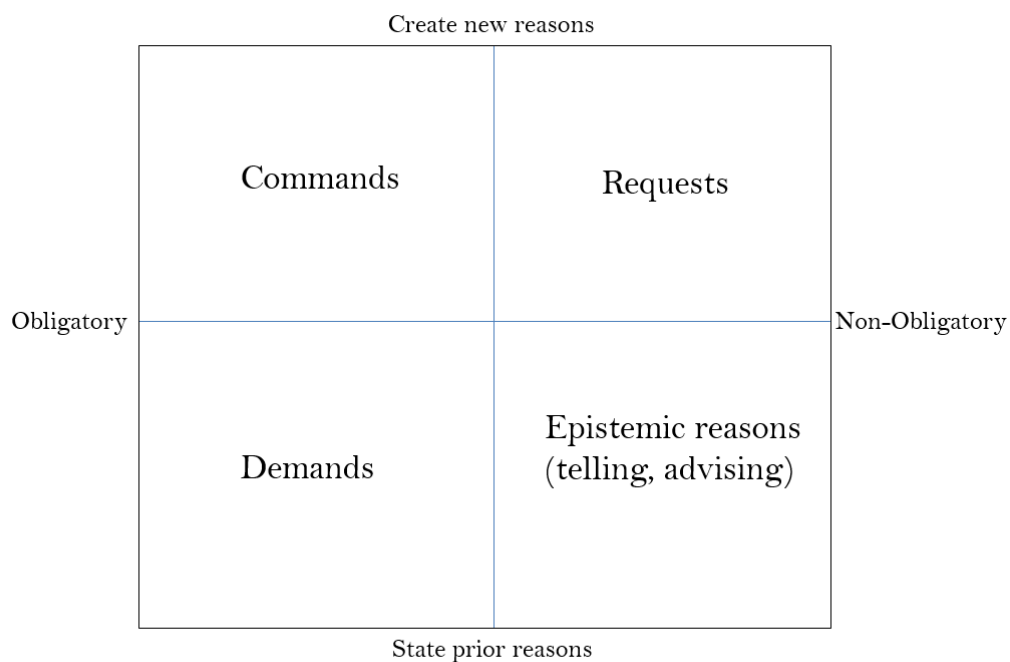 Create new reasons
Commands
Requests
Obligatory
Non-Obligatory
Demands
Epistemic reasons
(telling, advising)
State prior reasons